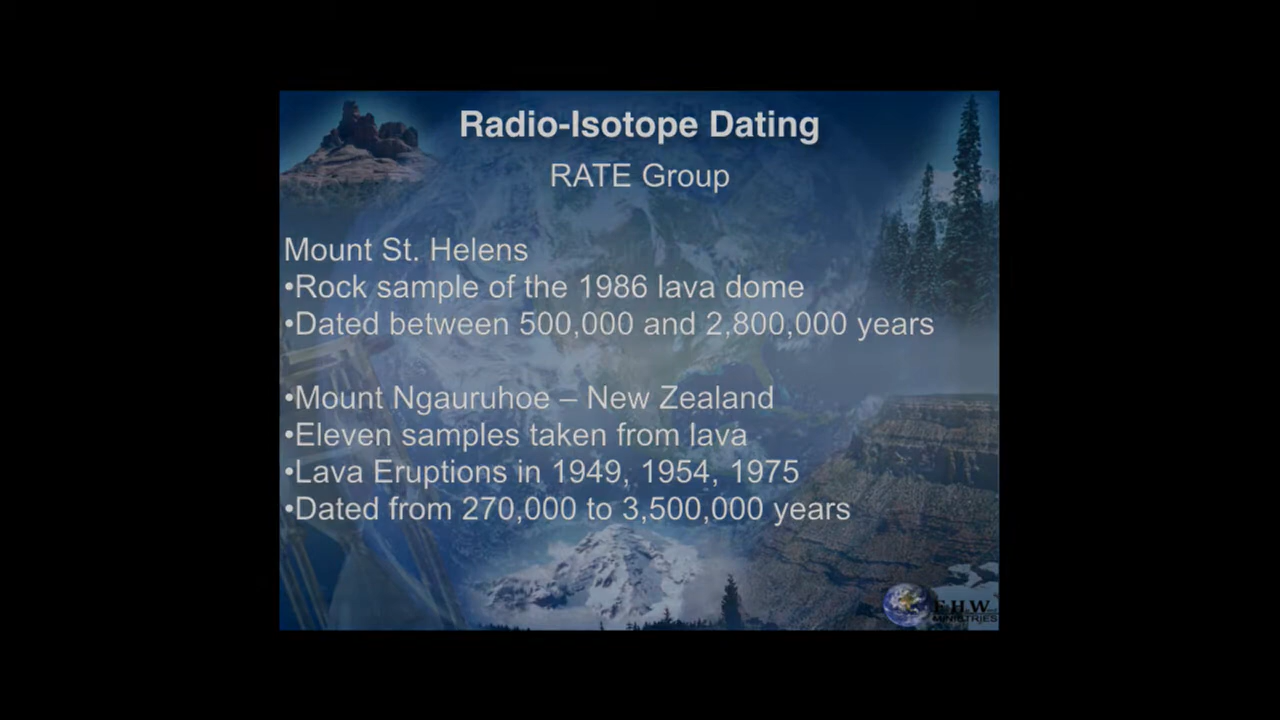 Radio-Isotope Dating
RATE Group
Mount St. Helens
•Rock sample of the 1986 lava dome
•Dated between 500,000 and 2,800,000 years
•Mount Ngauruhoe – New Zealand
•Eleven samples taken from lava
•Lava Eruptions in 1949, 1954, 1975
•Dated from 270,000 to 3,500,000 years
F.H.W.
MINISTRIES